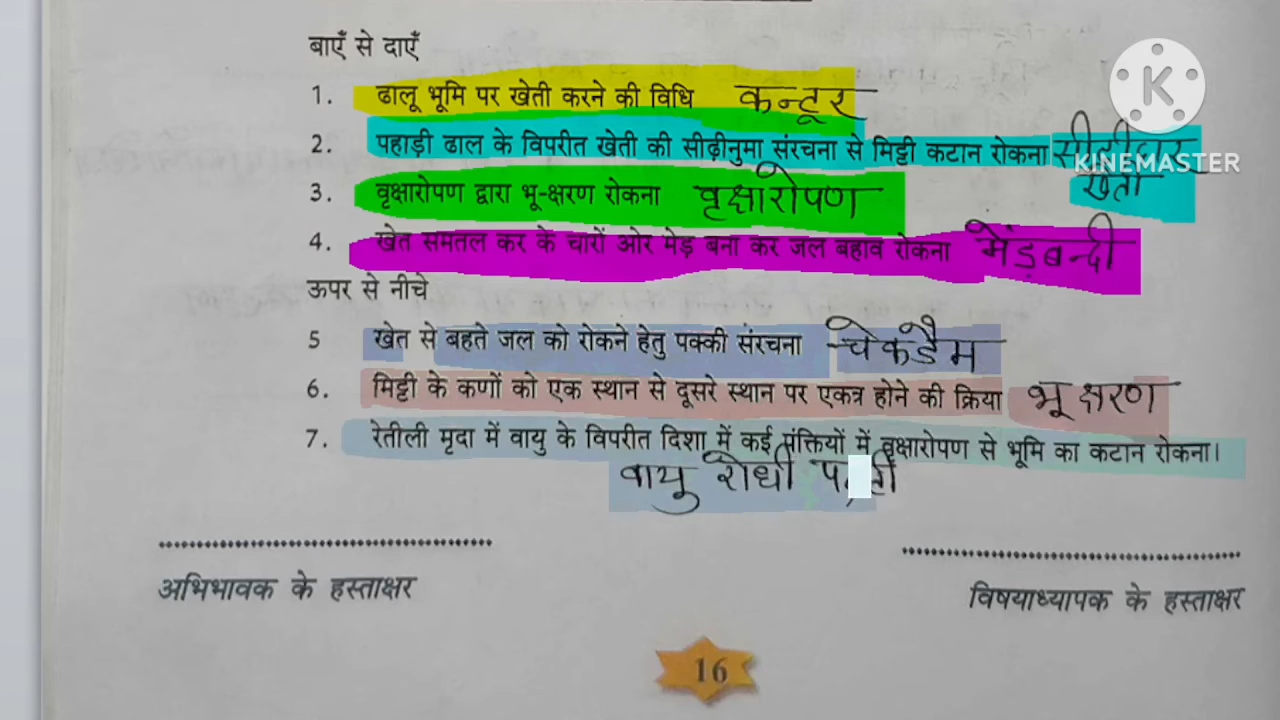 बाएँ से दाएँ
1. ढालू भूमि पर खेती करने की विधि कन्टूर
2. पहाड़ी ढाल के विपरीत खेती की सीढ़ीनुमा संरचना से मिट्टी कटान रोकना सीढ़ीदार
KINEMASTER
खेती
3. वृक्षारोपण द्वारा भू-क्षरण रोकना वृक्षारोपण
4. खेत समतल कर के चारों ओर मेड़ बना कर जल बहाव रोकना मेंड़बन्दी
ऊपर से नीचे
5 खेत से बहते जल को रोकने हेतु पक्की संरचना चेकडैम
6. मिट्टी के कणों को एक स्थान से दूसरे स्थान पर एकत्र होने की क्रिया भू क्षरण
7. रेतीली मृदा में वायु के विपरीत दिशा में कई पंक्तियों में वृक्षारोपण से भूमि का कटान रोकना।
वायु रोधी
अभिभावक के हस्ताक्षर
विषयाध्यापक के हस्ताक्षर
16